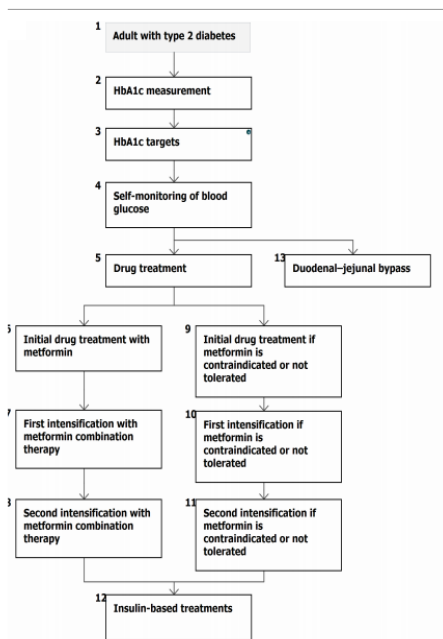 1
Adult with type 2 diabetes
2
HbA1c measurement
3
HbA1c targets
4
Self-monitoring of blood
glucose
5
Drug treatment
13
Duodenal–jejunal bypass
Initial drug treatment with
metformin
9
Initial drug treatment if
metformin is
contraindicated or not
tolerated
7
First intensification with
metformin combination
therapy
10
First intensification if
metformin is
contraindicated or not
tolerated
Second intensification with
metformin combination
therapy
11
Second intensification if
metformin is
contraindicated or not
tolerated
12
Insulin-based treatments